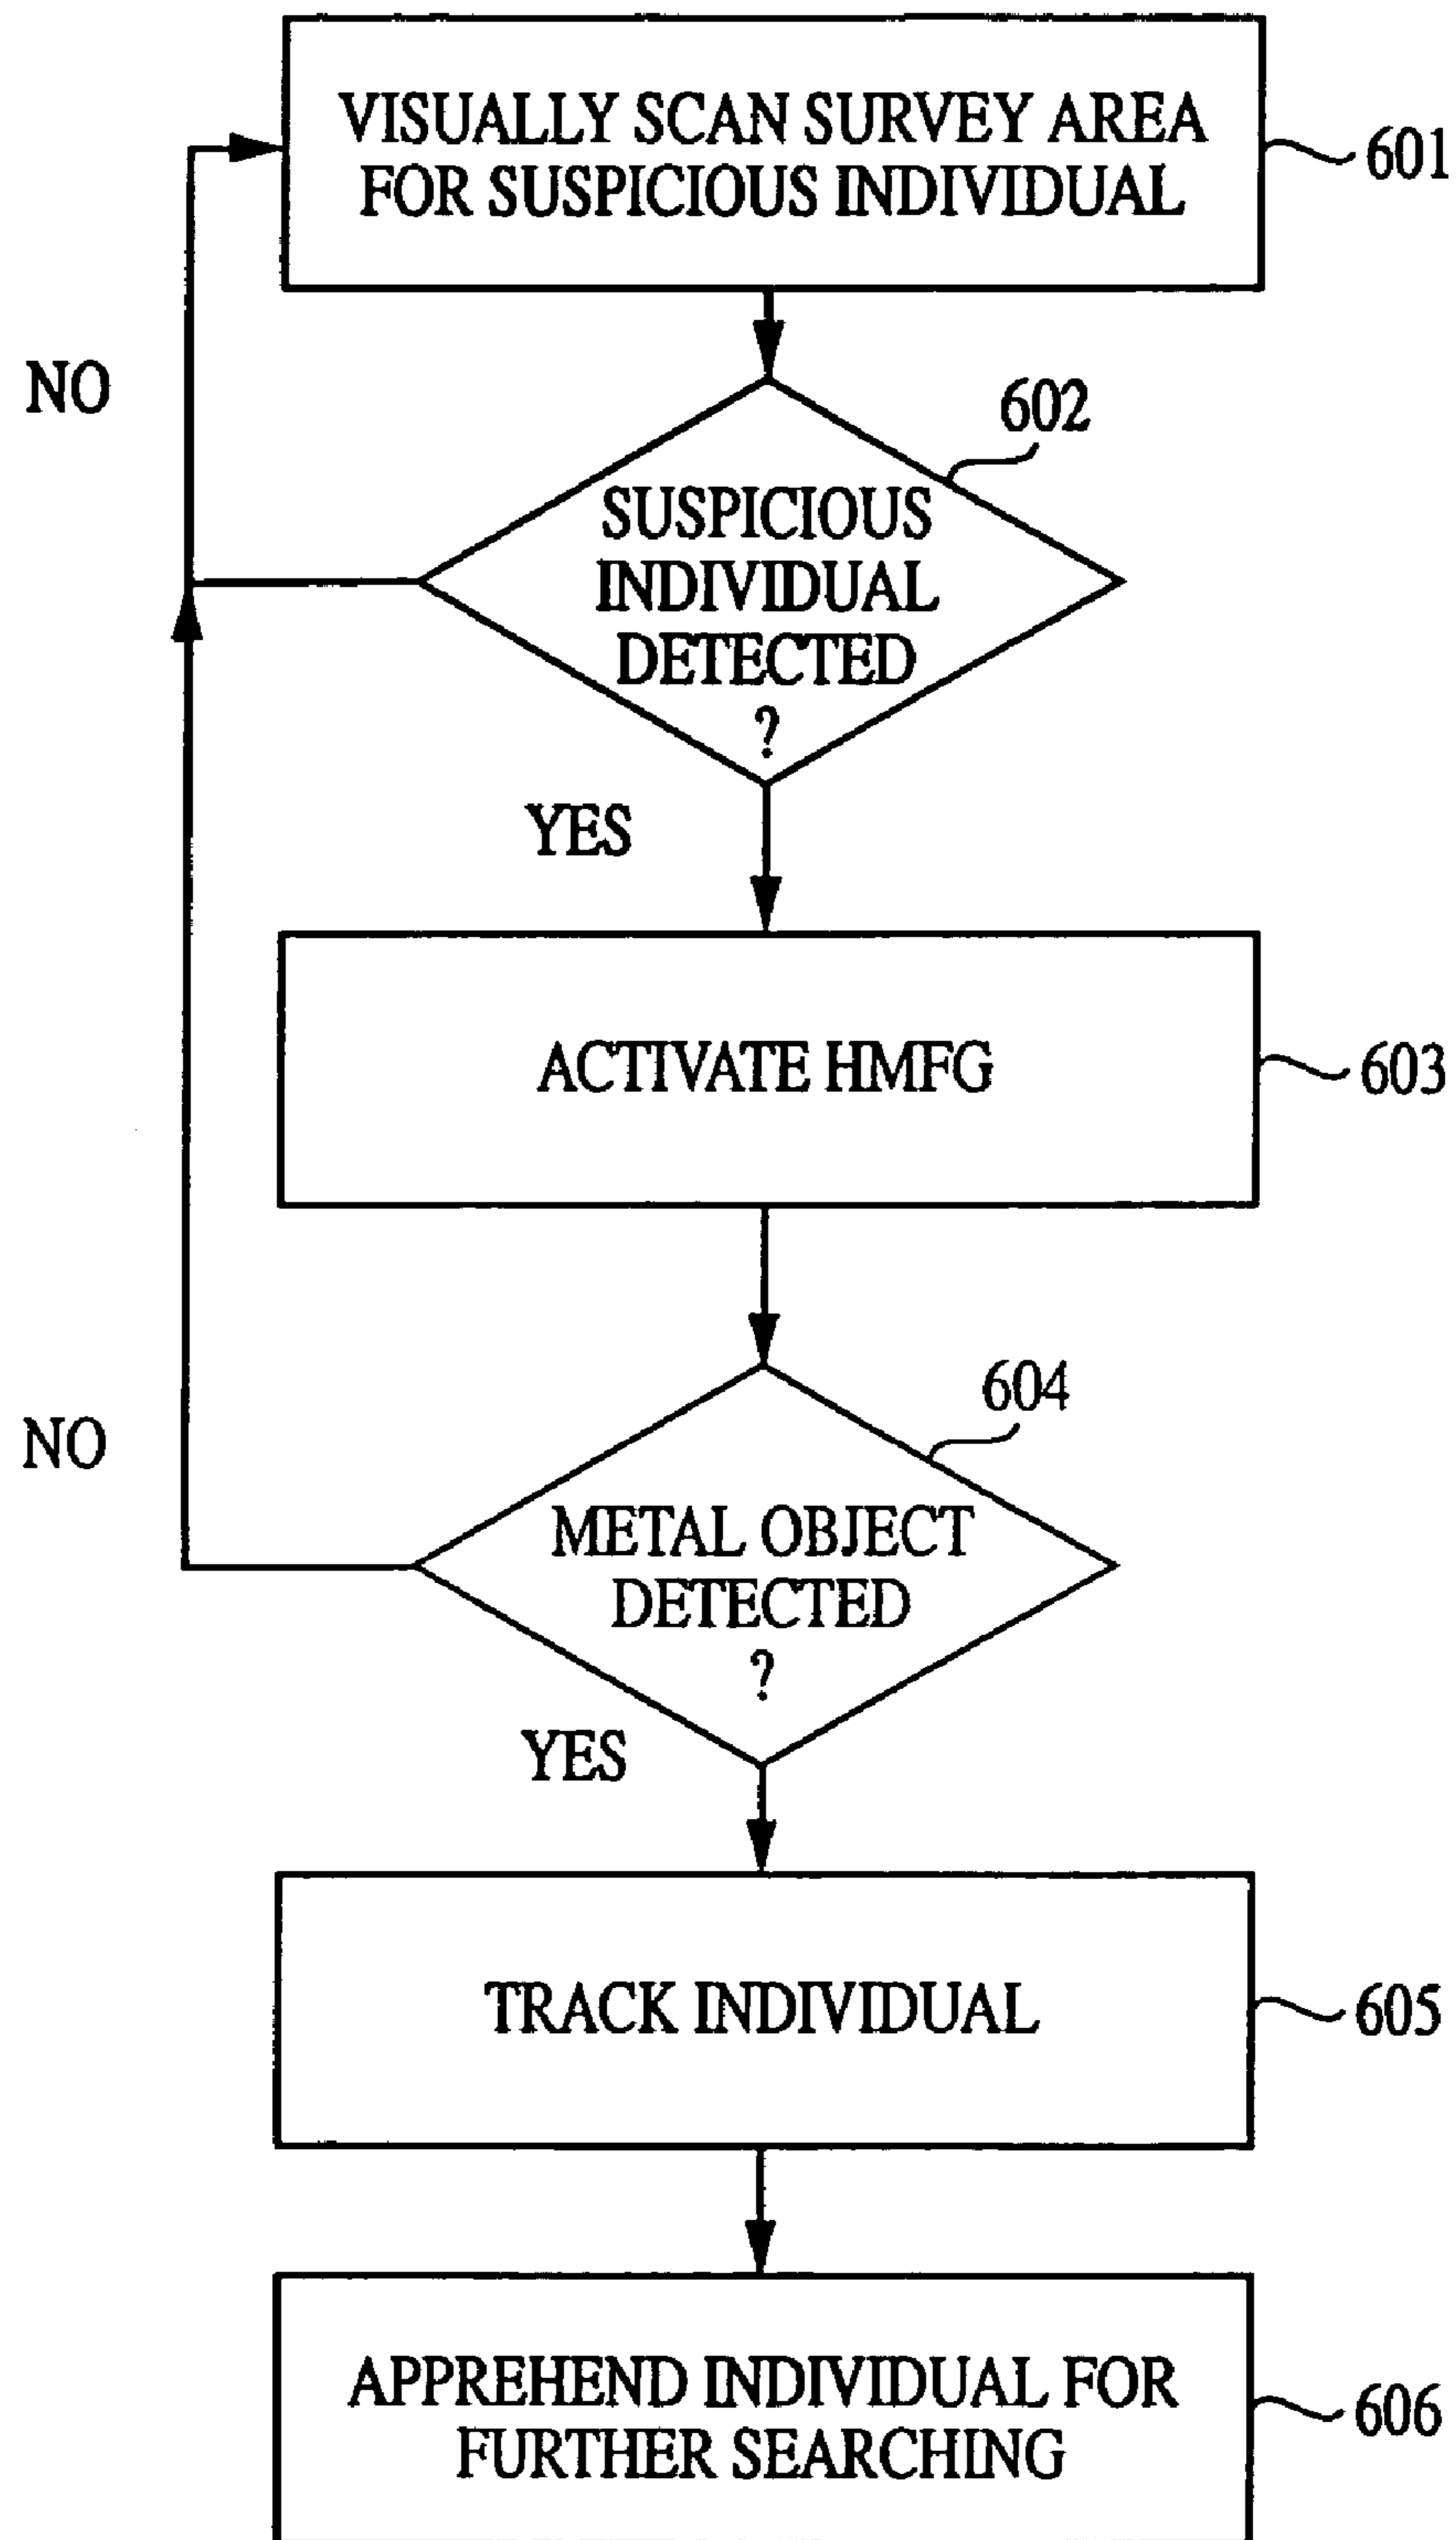 VISUALLY SCAN SURVEY AREA
FOR SUSPICIOUS INDIVIDUAL
601
NO
602
SUSPICIOUS
INDIVIDUAL
DETECTED
?
YES
ACTIVATE HMFG
603
604
NO
METAL OBJECT
DETECTED
?
YES
TRACK INDIVIDUAL
605
APPREHEND INDIVIDUAL FOR
FURTHER SEARCHING
606